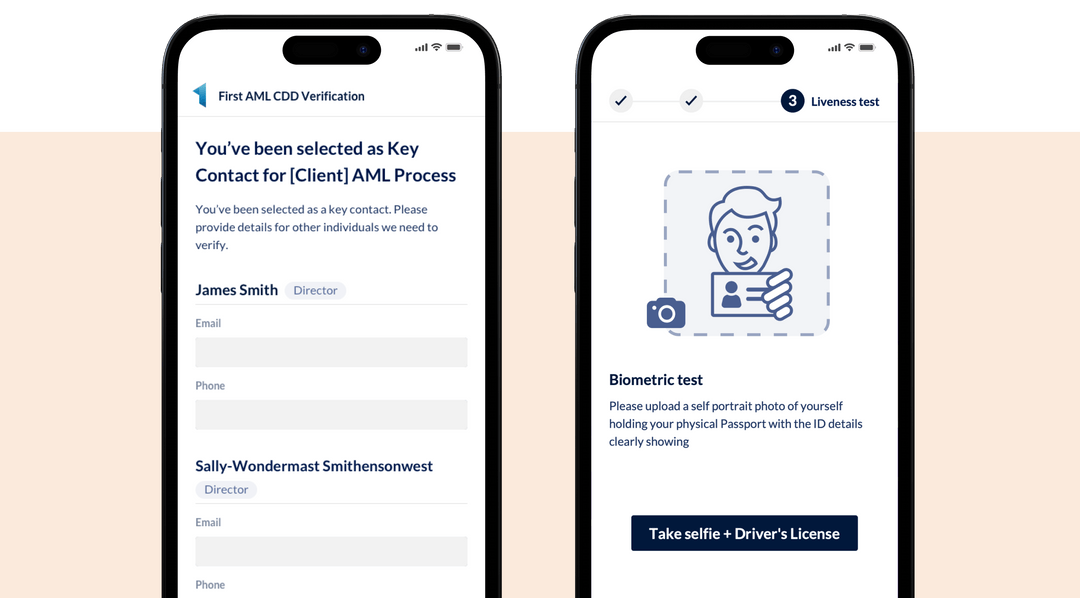 First AML CDD Verification
You’ve been selected as Key
Contact for [Client] AML Process
You’ve been selected as a key contact. Please
provide details for other individuals we need to
verify.
James Smith Director
Email
Phone
Sally-Wondermast Smithensonwest
Director
Email
Phone
3 Liveness test
Biometric test
Please upload a self portrait photo of yourself
holding your physical Passport with the ID details
clearly showing
Take selfie + Driver's License